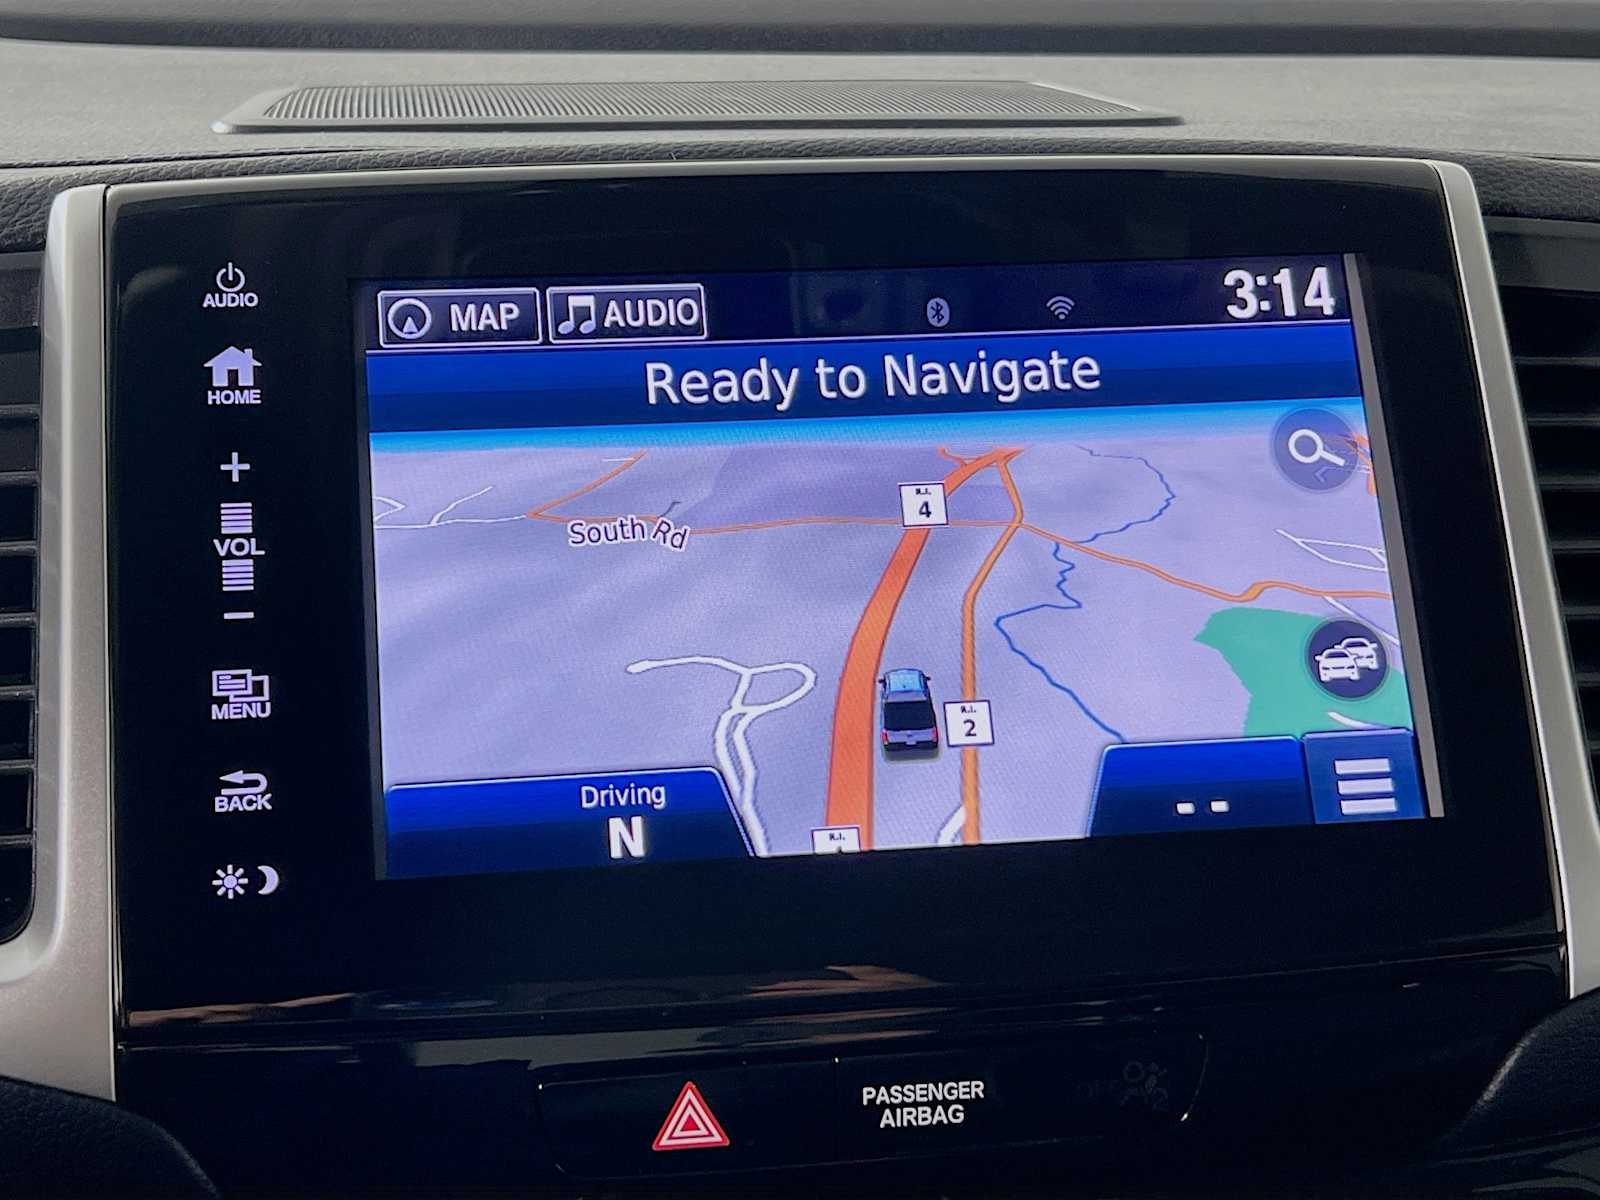 AUDIO
HOME
+
VOL
−
MENU
BACK
MAP
AUDIO
3:14
Ready to Navigate
R.I.
4
South Rd
R.I.
2
R.I.
Driving
N
--
PASSENGER
AIRBAG